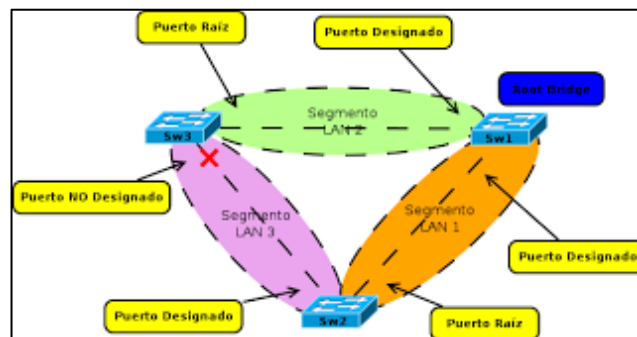 Puerto Raíz
Puerto Designado
Root Bridge
Segmento
LAN 2
Sw3
Sw1
Puerto NO Designado
Segmento
LAN 3
Segmento
LAN 1
Puerto Designado
Puerto Designado
Sw2
Puerto Raíz